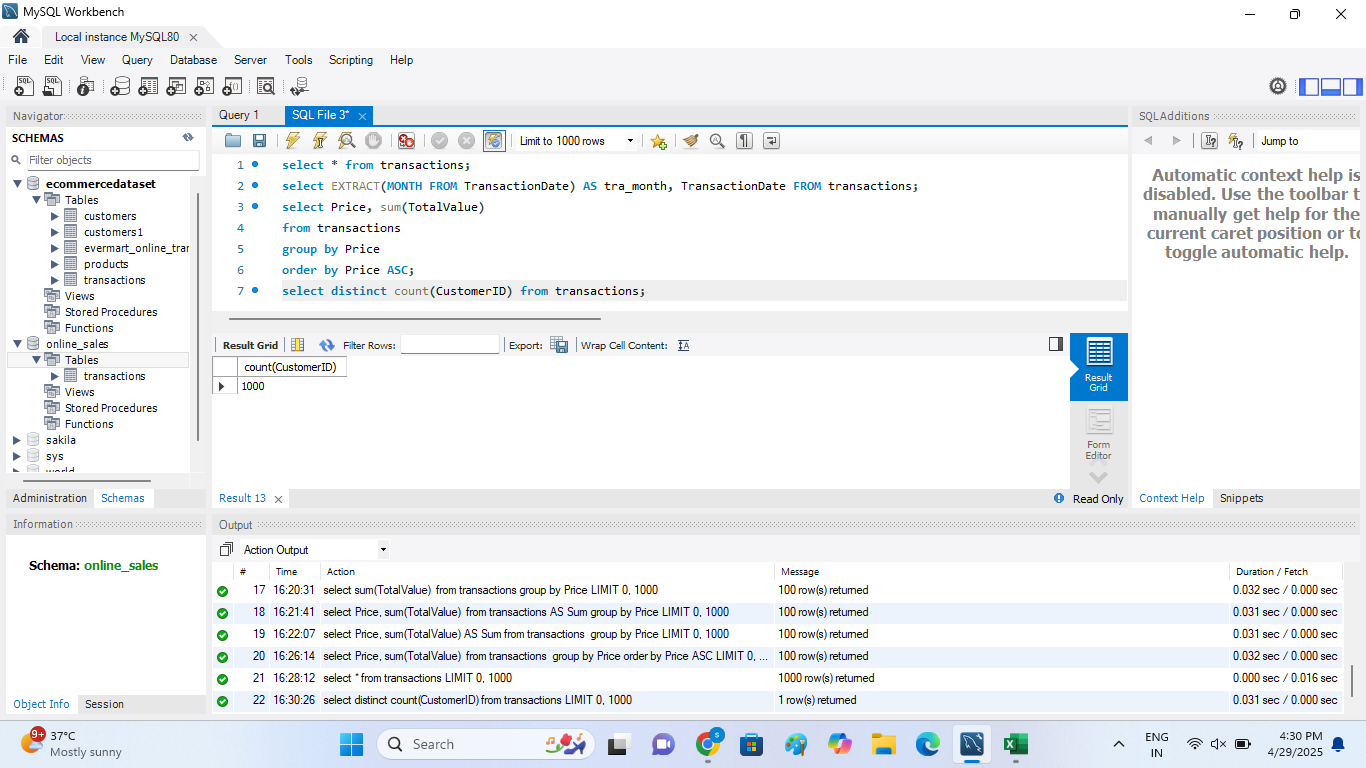 MySQL Workbench
Local instance MySQL80
File Edit View Query Database Server Tools Scripting Help
Navigator
SCHEMAS
Filter objects
ecommercedataset
Tables
customers
customers1
evermart_online_tran
products
transactions
Views
Stored Procedures
Functions
online_sales
Tables
transactions
Views
Stored Procedures
Functions
sakila
sys
world
Administration Schemas
Information
Schema: online_sales
Object Info Session
Query 1 SQL File 3*
Limit to 1000 rows
1 select * from transactions;
2 select EXTRACT(MONTH FROM TransactionDate) AS tra_month, TransactionDate FROM transactions;
3 select Price, sum(TotalValue)
4 from transactions
5 group by Price
6 order by Price ASC;
7 select distinct count(CustomerID) from transactions;
Result Grid Filter Rows: Export: Wrap Cell Content:
count(CustomerID)
1000
Result Grid
Form Editor
Result 13
Read Only
SQLAdditions
Jump to
Automatic context help is
disabled. Use the toolbar t
manually get help for the
current caret position or to
toggle automatic help.
Context Help Snippets
Output
Action Output
# Time Action Message Duration / Fetch
17 16:20:31 select sum(TotalValue) from transactions group by Price LIMIT 0, 1000 100 row(s) returned 0.032 sec / 0.000 sec
18 16:21:41 select Price, sum(TotalValue) from transactions AS Sum group by Price LIMIT 0, 1000 100 row(s) returned 0.031 sec / 0.000 sec
19 16:22:07 select Price, sum(TotalValue) AS Sum from transactions group by Price LIMIT 0, 1000 100 row(s) returned 0.031 sec / 0.000 sec
20 16:26:14 select Price, sum(TotalValue) from transactions group by Price order by Price ASC LIMIT 0, ... 100 row(s) returned 0.032 sec / 0.000 sec
21 16:28:12 select * from transactions LIMIT 0, 1000 1000 row(s) returned 0.000 sec / 0.016 sec
22 16:30:26 select distinct count(CustomerID) from transactions LIMIT 0, 1000 1 row(s) returned 0.031 sec / 0.000 sec
9+
37°C
Mostly sunny
Search
ENG
IN
4:30 PM
4/29/2025